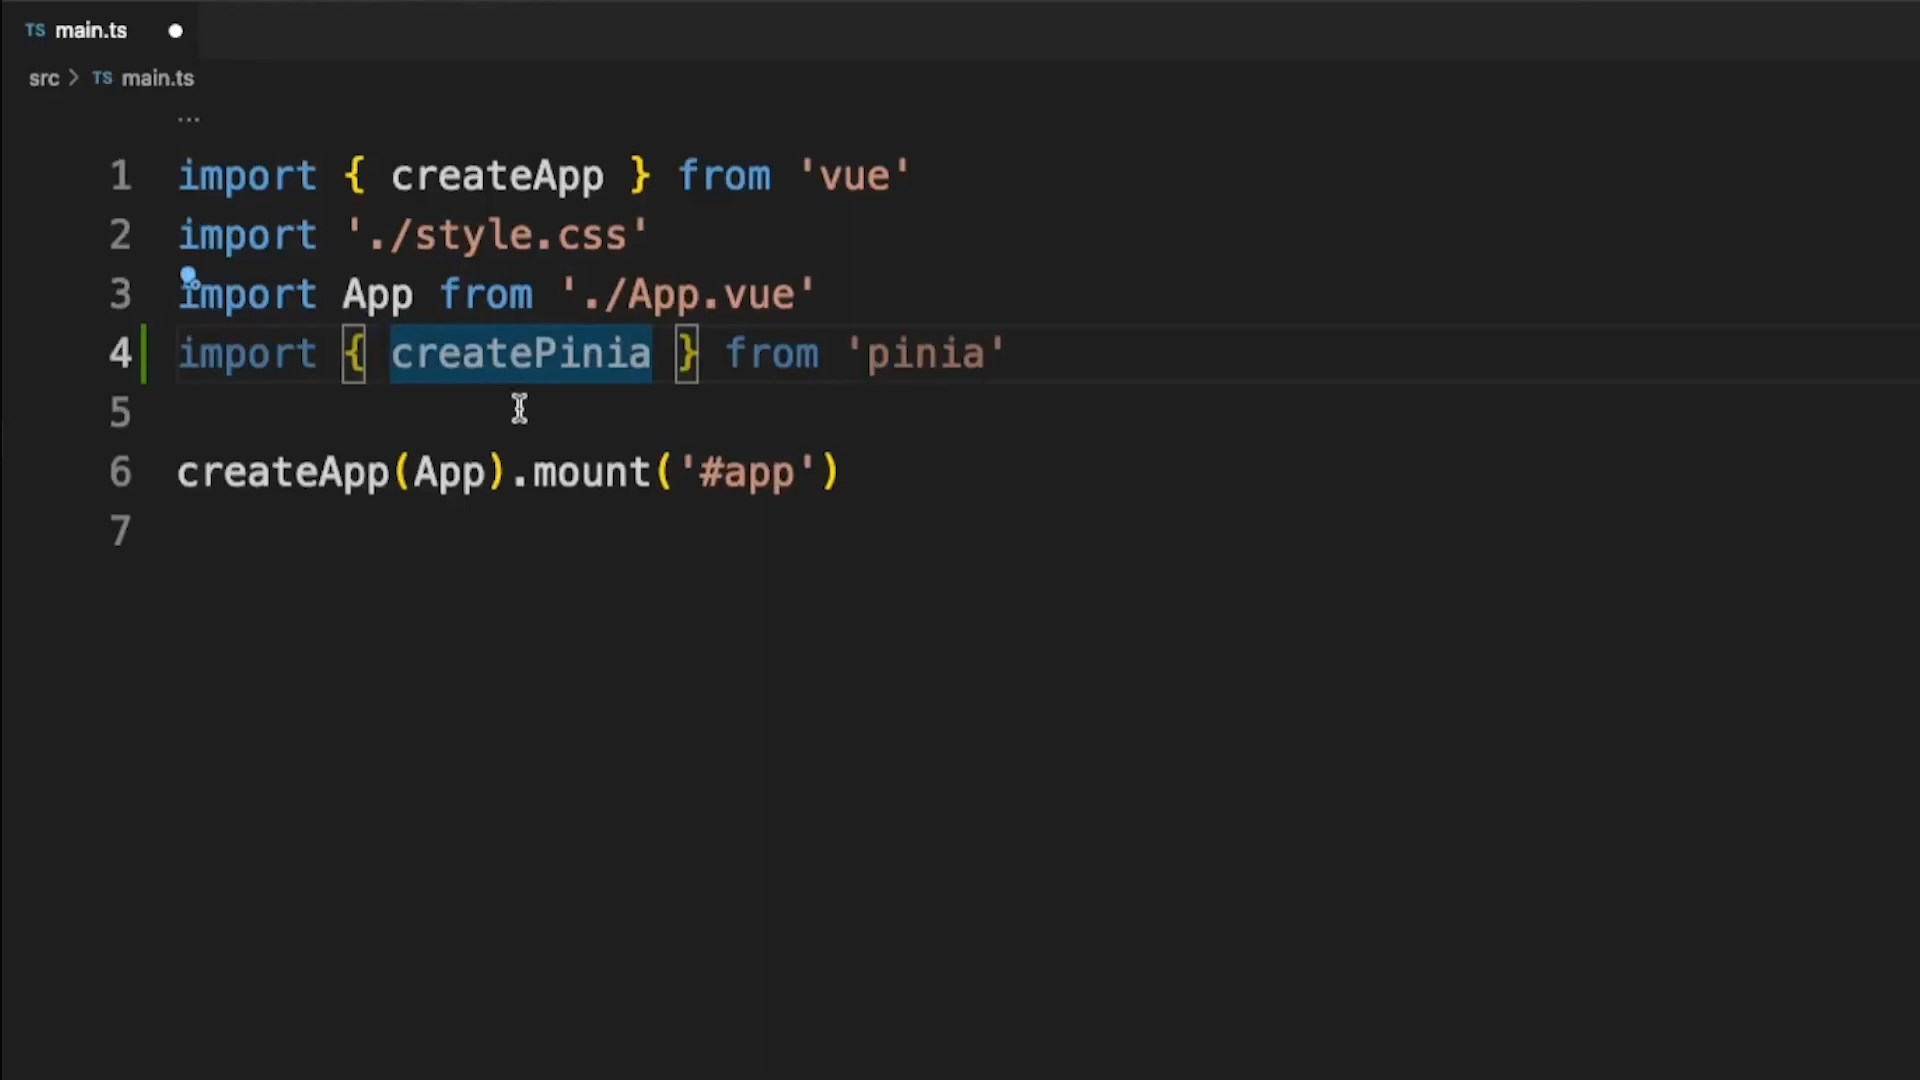 TS main.ts
src > TS main.ts
...
1 import { createApp } from 'vue'
2 import './style.css'
3 import App from './App.vue'
4 import { createPinia } from 'pinia'
5
6 createApp(App).mount('#app')
7